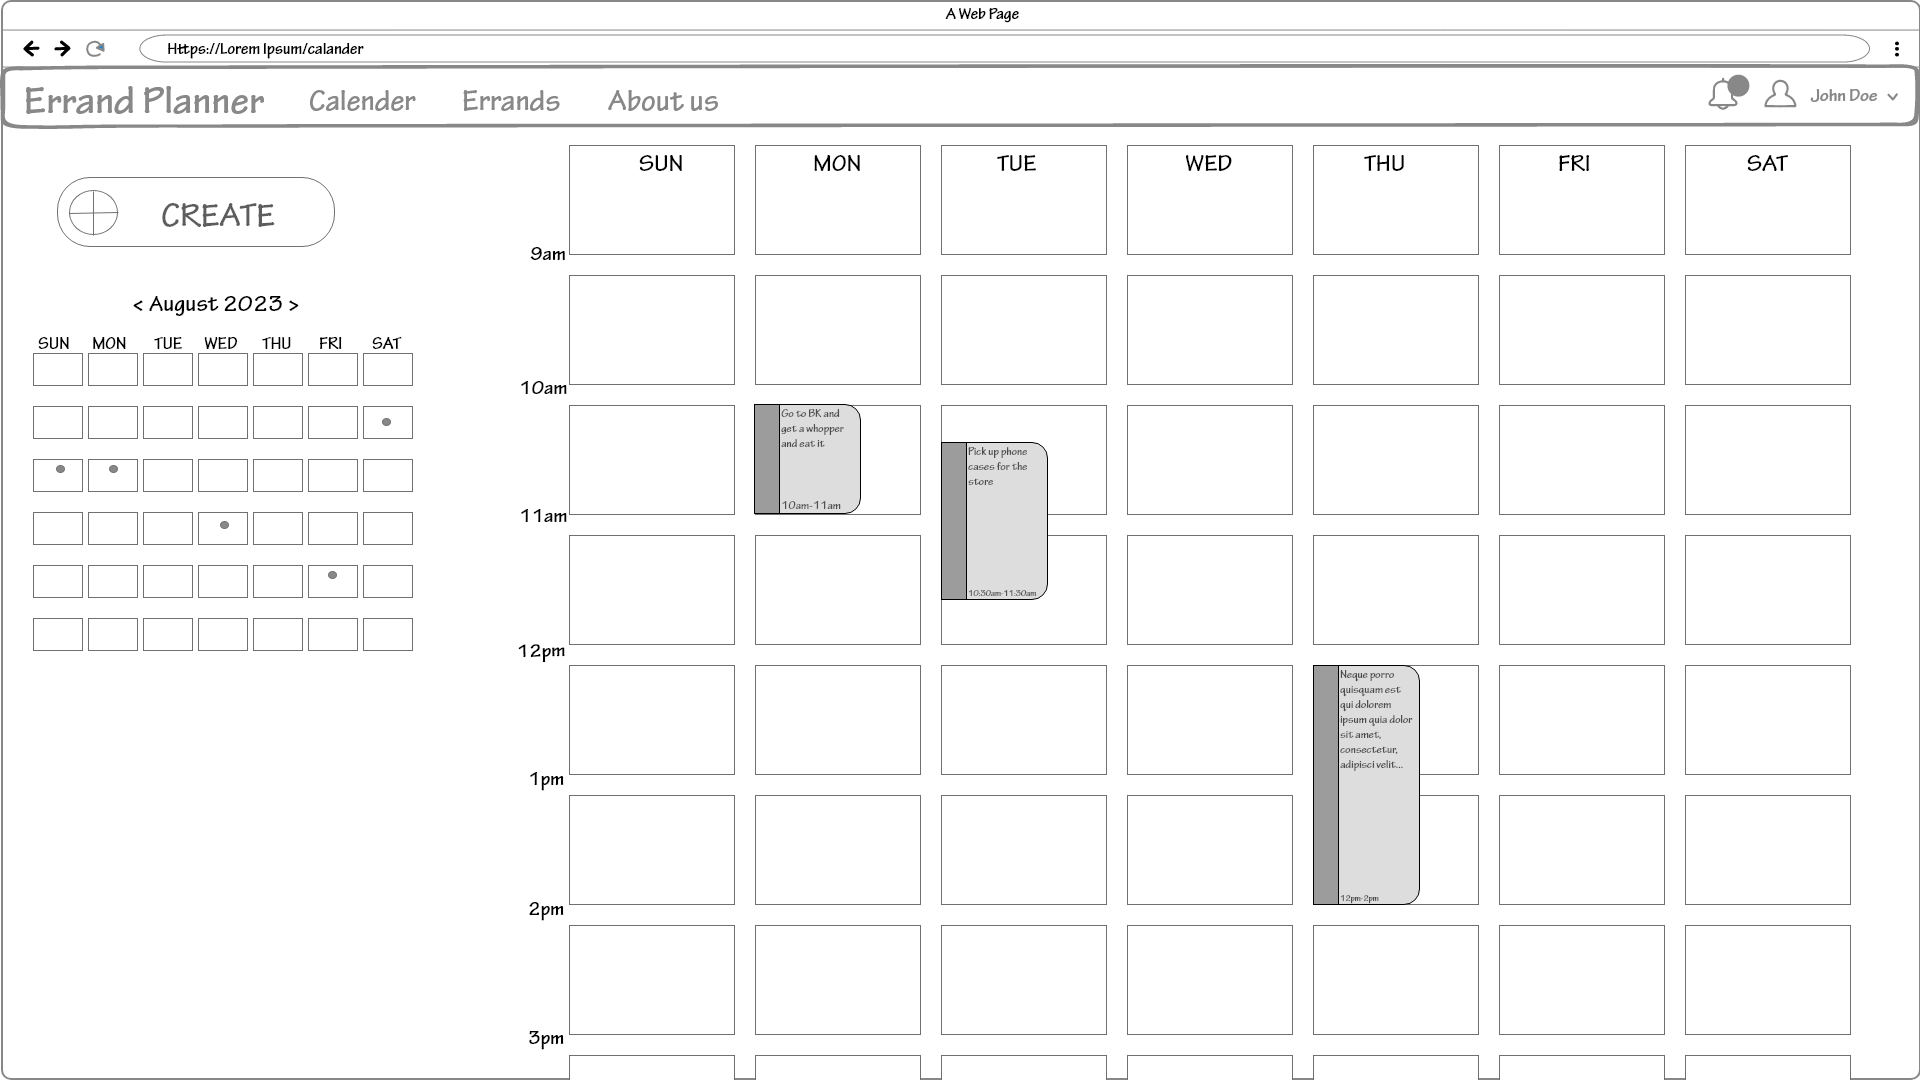 A Web Page
Https://Lorem Ipsum/calander
Errand Planner
Calender
Errands
About us
John Doe
CREATE
< August 2023 >
SUN MON TUE WED THU FRI SAT
SUN MON TUE WED THU FRI SAT
9am
10am
Go to BK and
get a whopper
and eat it
10am-11am
Pick up phone
cases for the
store
10:30am-11:30am
11am
12pm
Neque porro
quisquam est
qui dolorem
ipsum quia dolor
sit amet,
consectetur,
adipisci velit...
12pm-2pm
1pm
2pm
3pm